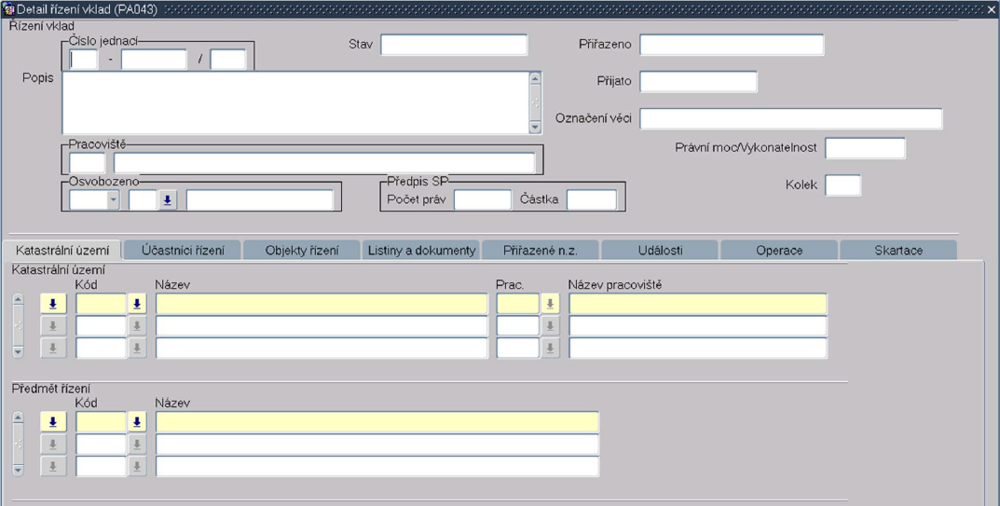 Detail řízení vklad (PA043)
Řízení vklad
Číslo jednací
- /
Stav
Přiřazeno
Popis
Přijato
Označení věci
Pracoviště
Právní moc/Vykonatelnost
Osvobozeno
Předpis SP
Kolek
Počet práv
Částka
Katastrální území Účastníci řízení Objekty řízení Listiny a dokumenty Přiřazené n.z. Události Operace Skartace
Katastrální území
Kód Název Prac. Název pracoviště
Předmět řízení
Kód Název